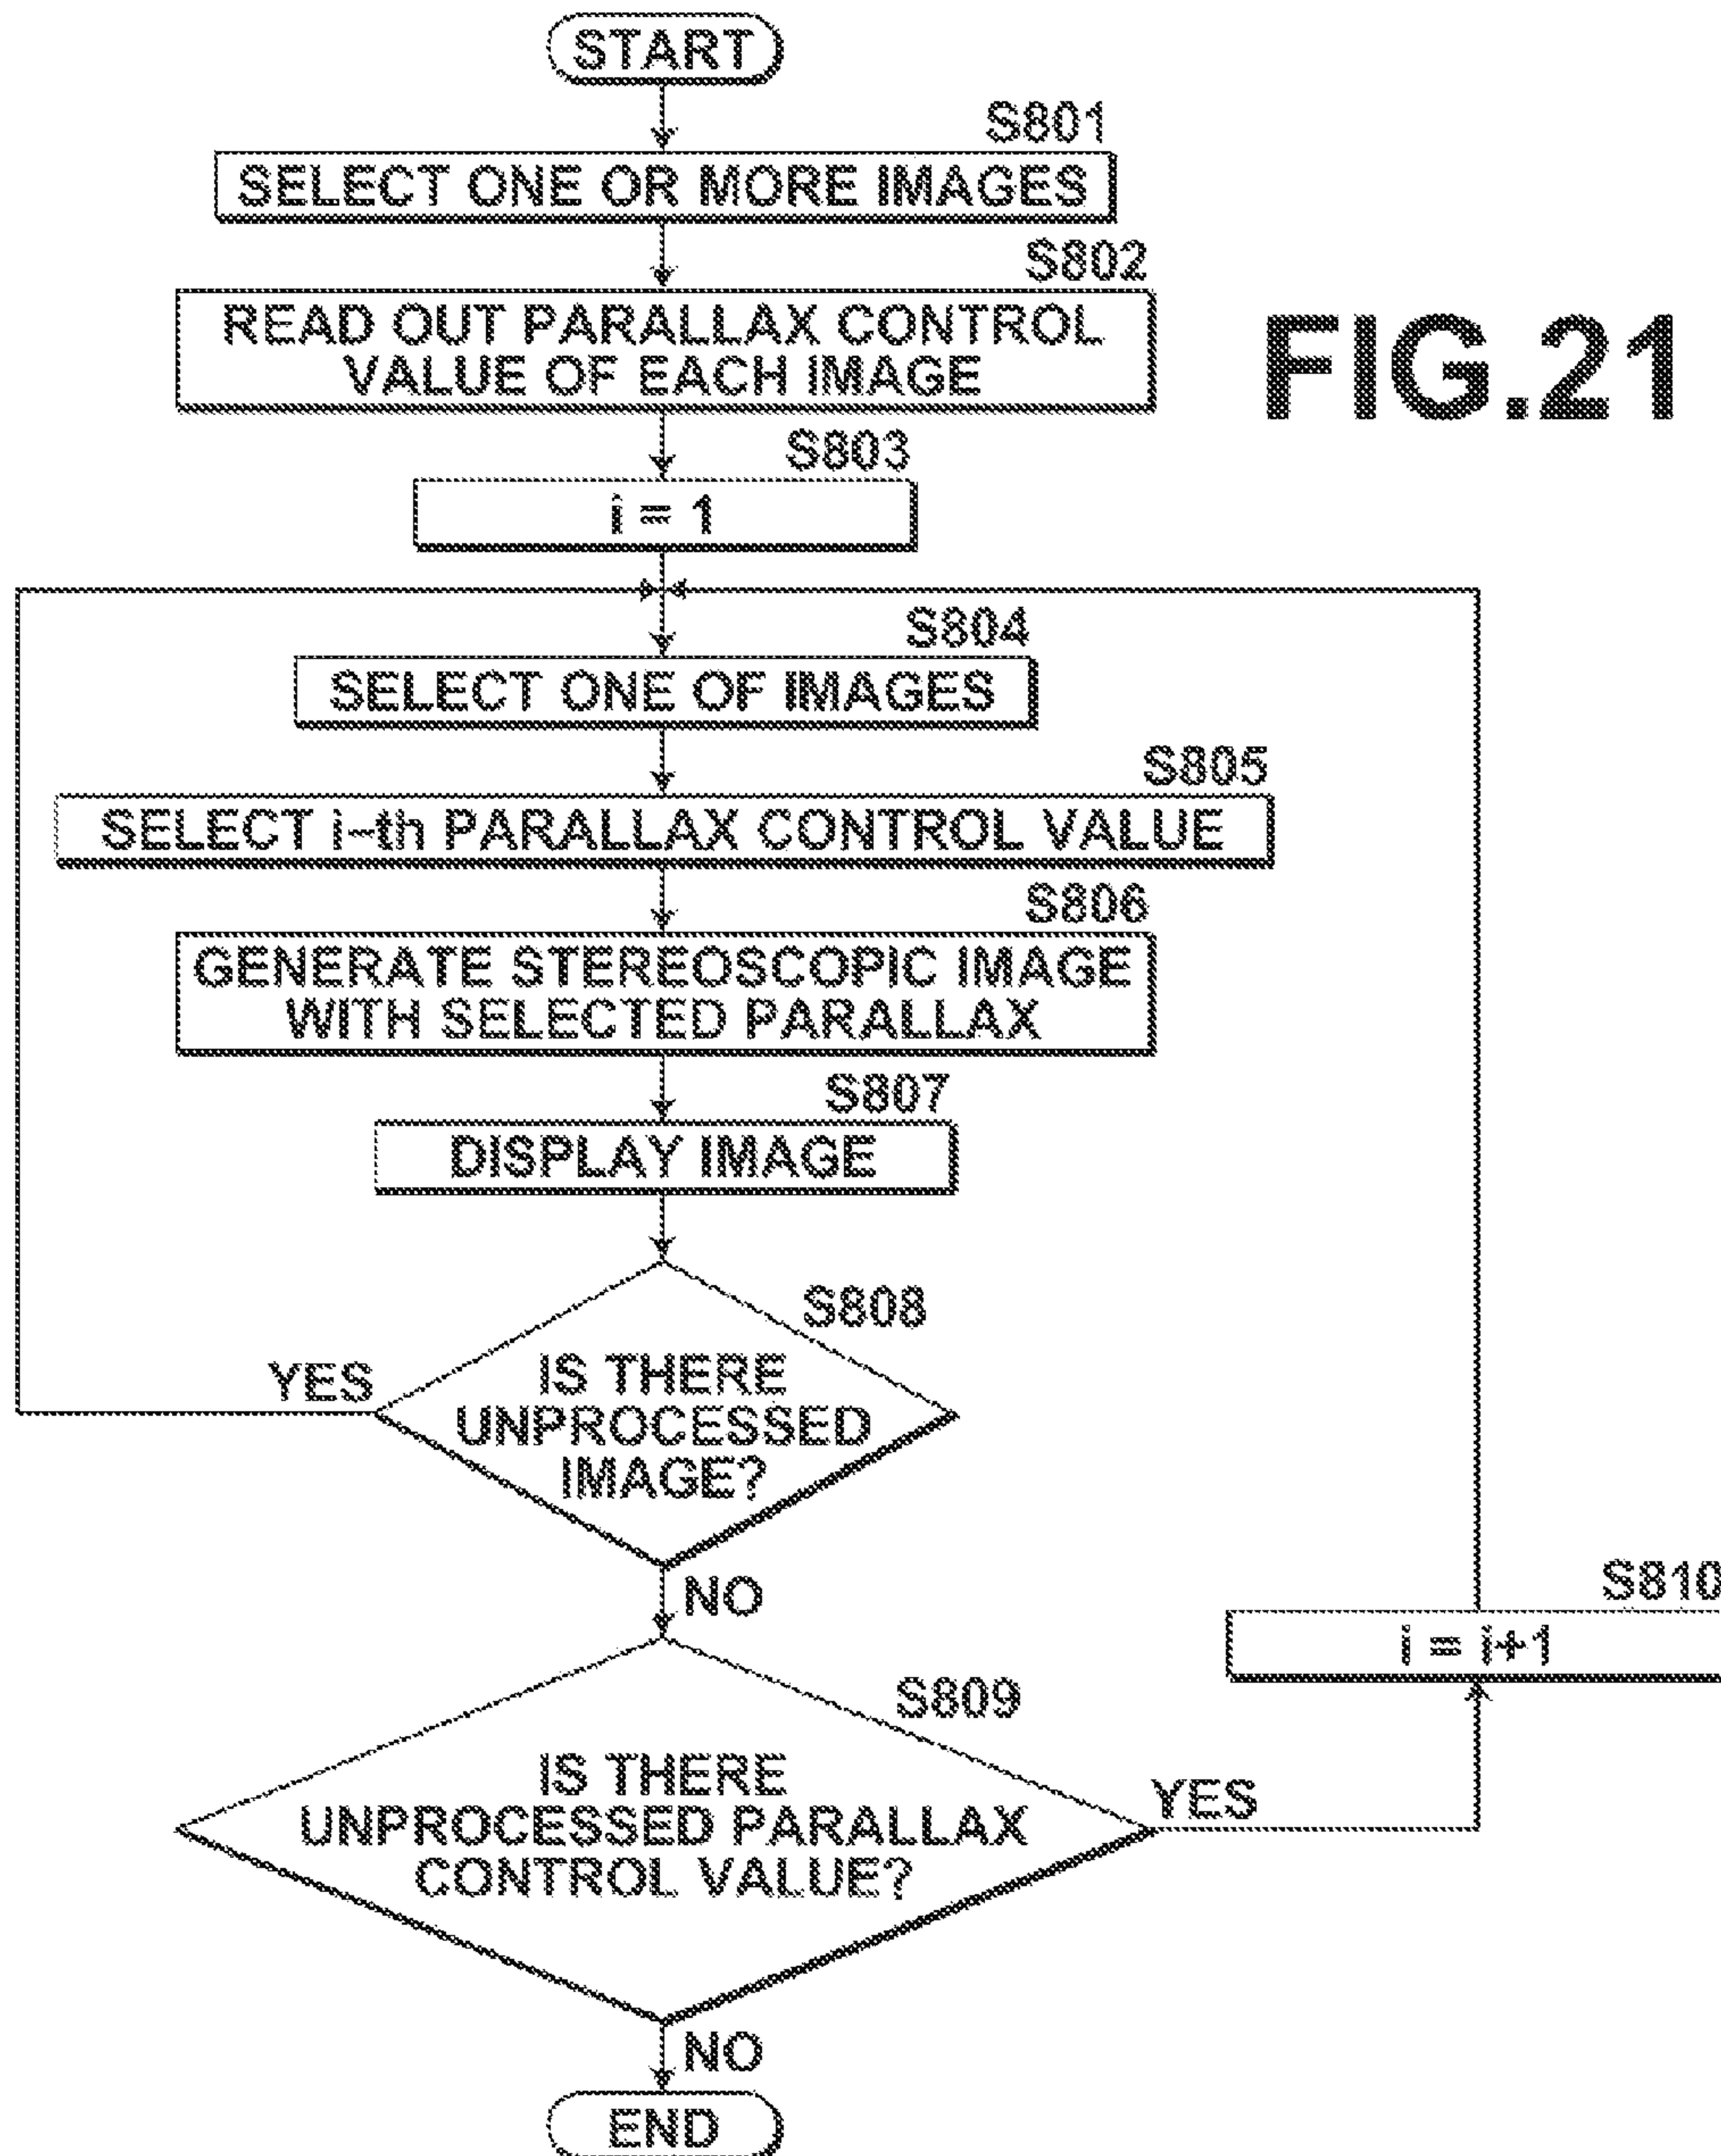 START
S801
SELECT ONE OR MORE IMAGES
S802
READ OUT PARALLAX CONTROL
VALUE OF EACH IMAGE
FIG.21
S803
i = 1
S804
SELECT ONE OF IMAGES
S805
SELECT i-th PARALLAX CONTROL VALUE
S806
GENERATE STEREOSCOPIC IMAGE
WITH SELECTED PARALLAX
S807
DISPLAY IMAGE
S808
YES
IS THERE
UNPROCESSED
IMAGE?
NO
S810
i = i+1
S809
IS THERE
UNPROCESSED PARALLAX
CONTROL VALUE?
YES
NO
END